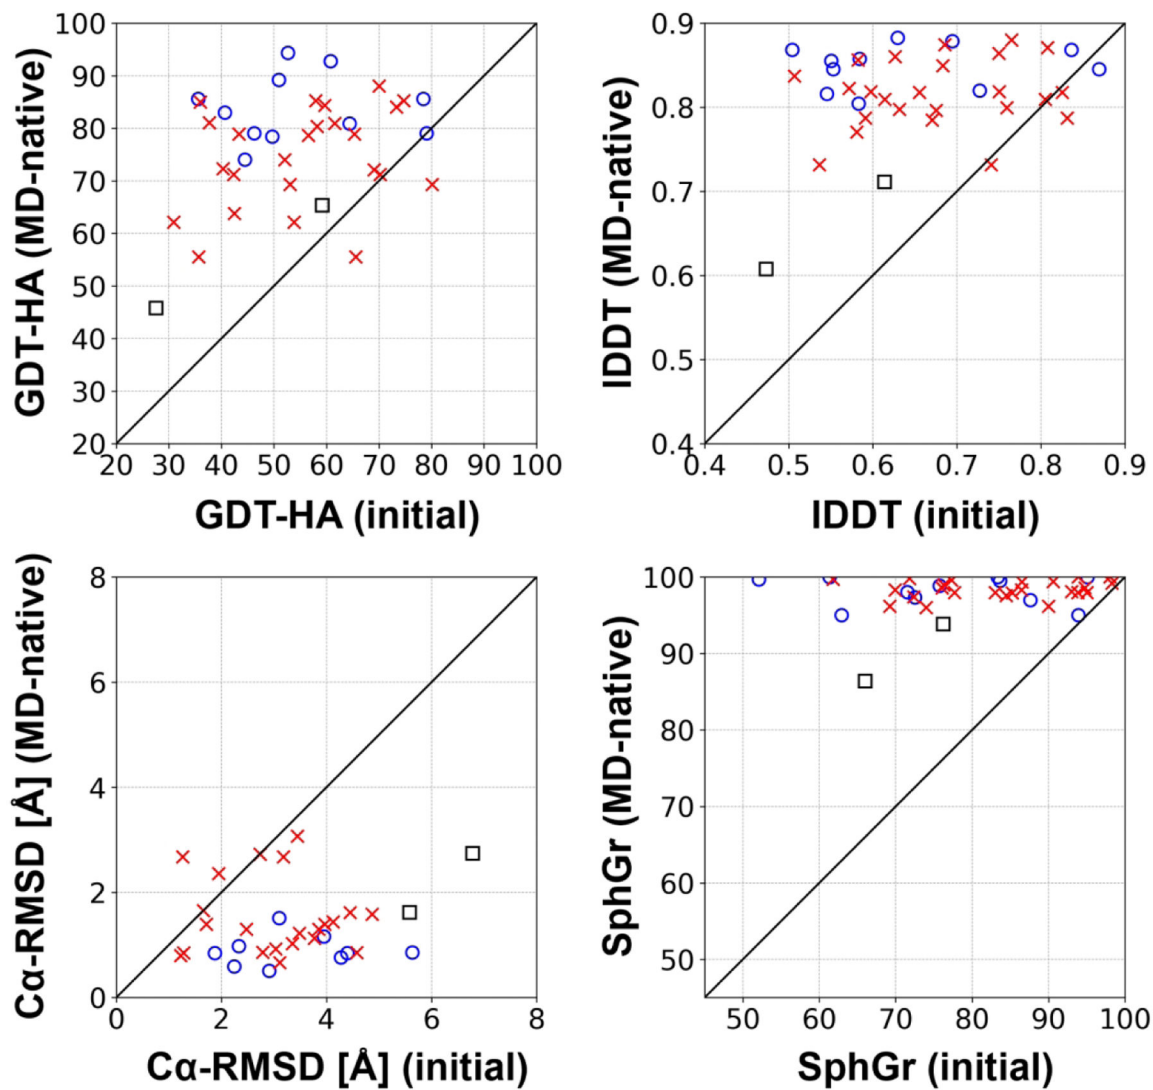 GDT-HA (MD-native)
100
90
80
70
60
50
40
30
20
20 30 40 50 60 70 80 90 100
GDT-HA (initial)
lDDT (MD-native)
0.9
0.8
0.7
0.6
0.5
0.4
0.4 0.5 0.6 0.7 0.8 0.9
lDDT (initial)
Cα-RMSD [Å] (MD-native)
8
6
4
2
0
0 2 4 6 8
Cα-RMSD [Å] (initial)
SphGr (MD-native)
100
90
80
70
60
50
50 60 70 80 90 100
SphGr (initial)